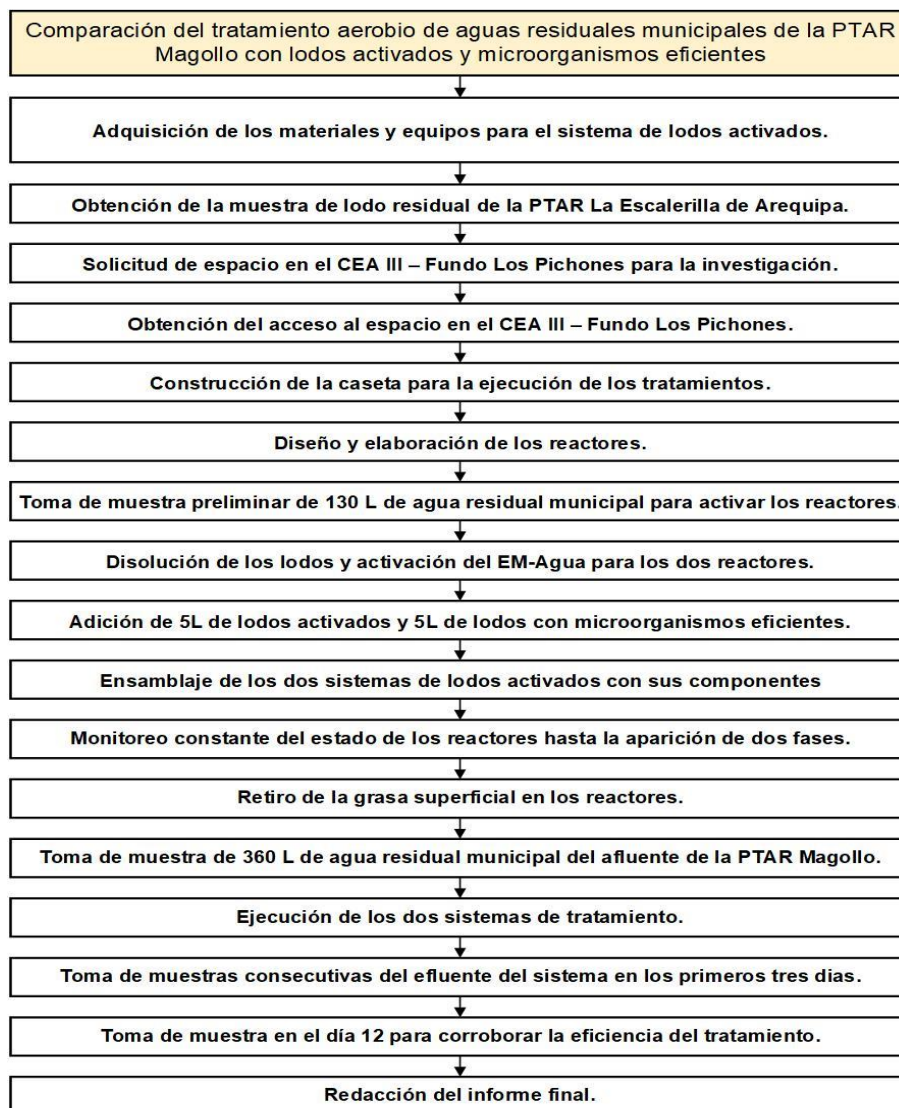 Comparación del tratamiento aerobio de aguas residuales municipales de la PTAR
Magollo con lodos activados y microorganismos eficientes
Adquisición de los materiales y equipos para el sistema de lodos activados.
Obtención de la muestra de lodo residual de la PTAR La Escalerilla de Arequipa.
Solicitud de espacio en el CEA III – Fundo Los Pichones para la investigación.
Obtención del acceso al espacio en el CEA III – Fundo Los Pichones.
Construcción de la caseta para la ejecución de los tratamientos.
Diseño y elaboración de los reactores.
Toma de muestra preliminar de 130 L de agua residual municipal para activar los reactores.
Disolución de los lodos y activación del EM-Agua para los dos reactores.
Adición de 5L de lodos activados y 5L de lodos con microorganismos eficientes.
Ensamblaje de los dos sistemas de lodos activados con sus componentes
Monitoreo constante del estado de los reactores hasta la aparición de dos fases.
Retiro de la grasa superficial en los reactores.
Toma de muestra de 360 L de agua residual municipal del afluente de la PTAR Magollo.
Ejecución de los dos sistemas de tratamiento.
Toma de muestras consecutivas del efluente del sistema en los primeros tres dias.
Toma de muestra en el día 12 para corroborar la eficiencia del tratamiento.
Redacción del informe final.